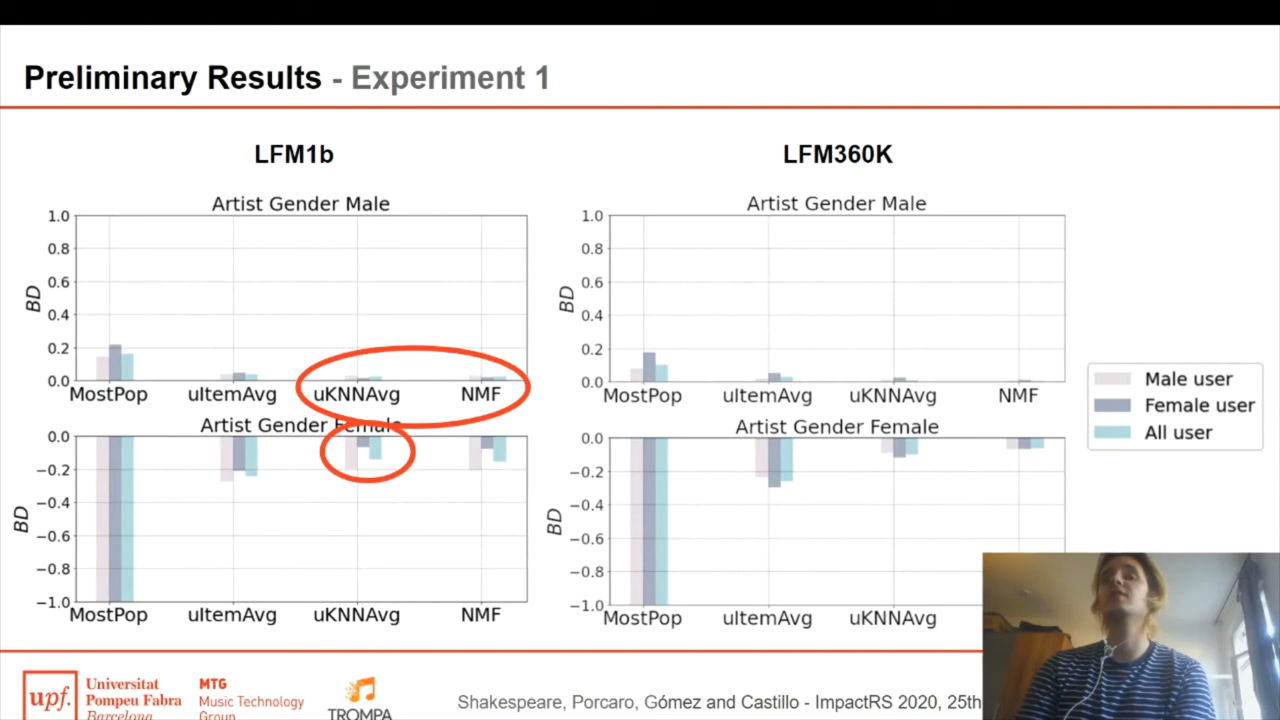 Preliminary Results - Experiment 1
LFM1b
LFM360K
Artist Gender Male
1.0
0.8
0.6
0.4
0.2
0.0
BD
MostPop uItemAvg uKNNAvg NMF
Artist Gender Female
0.0
−0.2
−0.4
−0.6
−0.8
−1.0
BD
MostPop uItemAvg uKNNAvg NMF
Artist Gender Male
1.0
0.8
0.6
0.4
0.2
0.0
BD
MostPop uItemAvg uKNNAvg NMF
Artist Gender Female
0.0
−0.2
−0.4
−0.6
−0.8
−1.0
BD
MostPop uItemAvg uKNNAvg
Male user
Female user
All user
upf.
Universitat
Pompeu Fabra
Barcelona
MTG
Music Technology
Group
TROMPA
Shakespeare, Porcaro, Gómez and Castillo - ImpactRS 2020, 25th